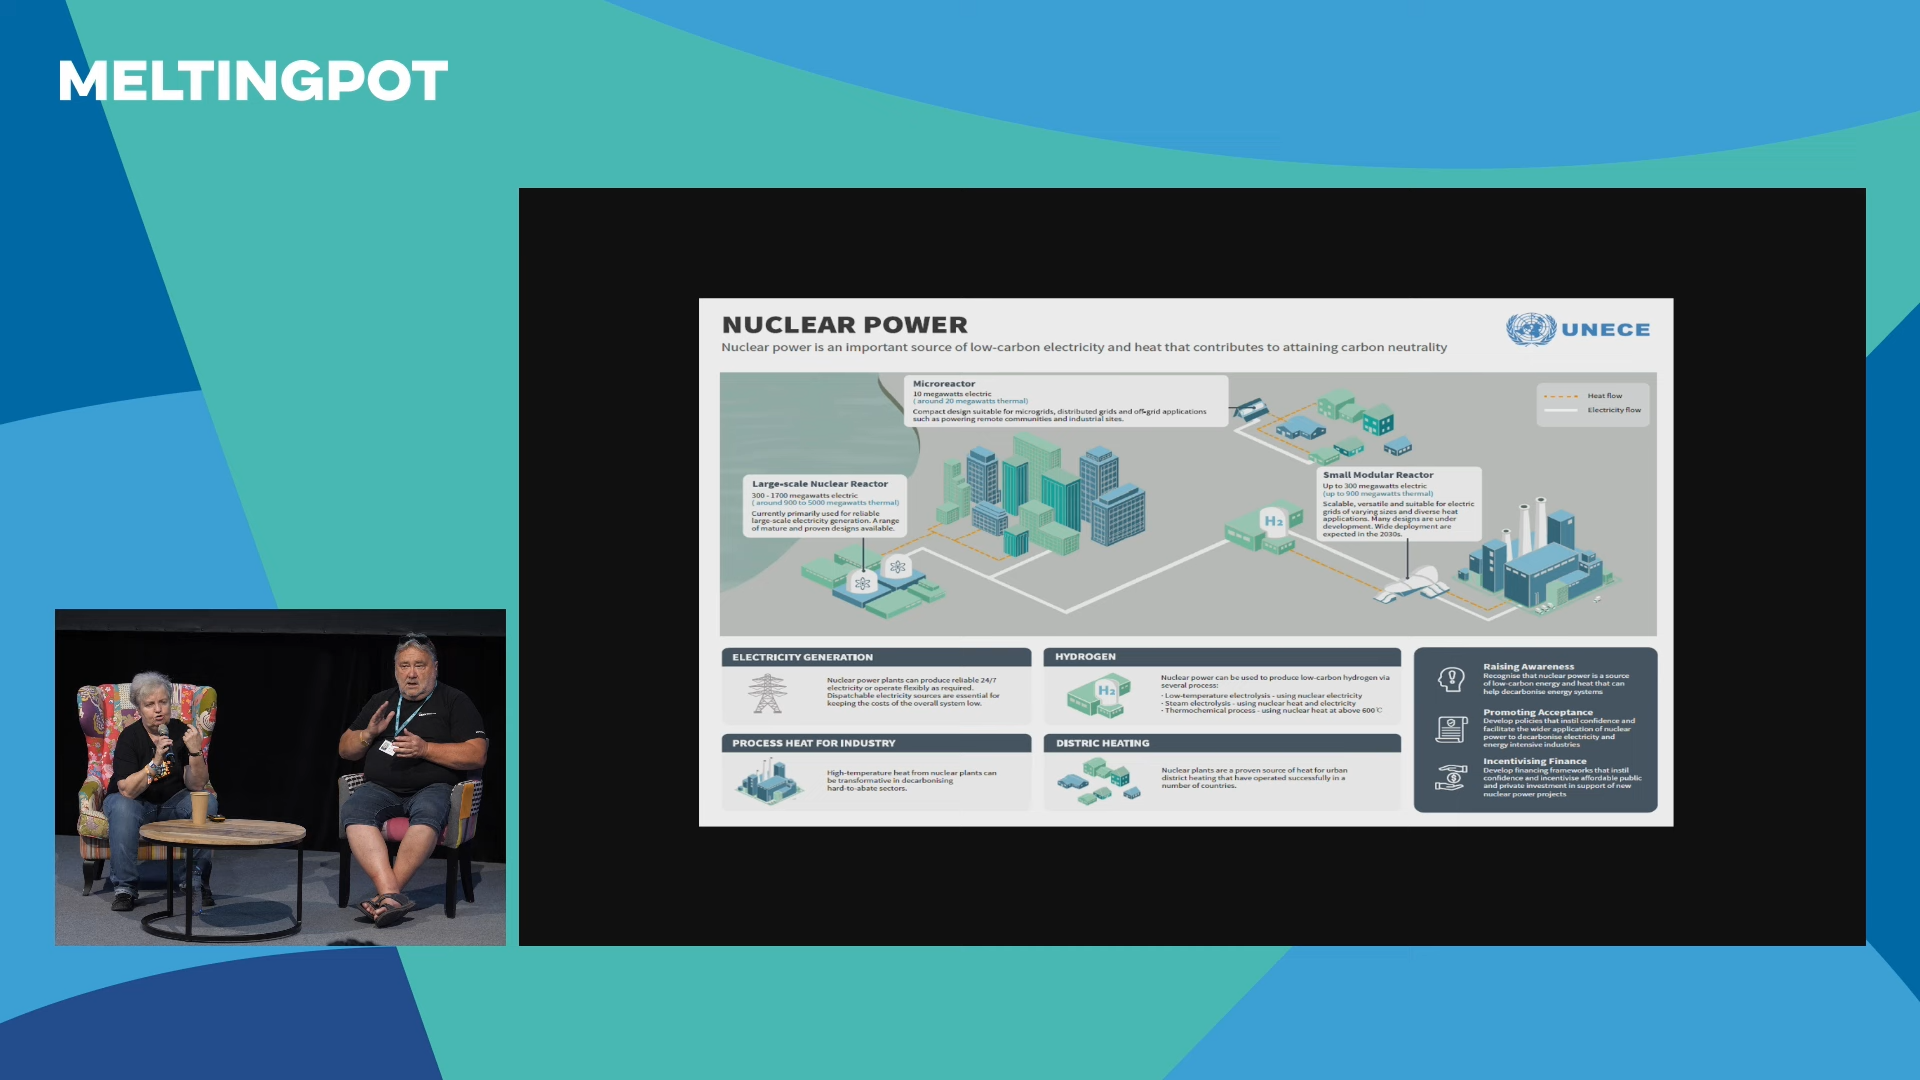 MELTINGPOT
NUCLEAR POWER
Nuclear power is an important source of low-carbon electricity and heat that contributes to attaining carbon neutrality
UNECE
Microreactor
10 megawatts electric
( around 20 megawatts thermal)
Compact design suitable for microgrids, distributed grids and off-grid applications
such as powering remote communities and industrial sites.
Heat flow
Electricity flow
Large-scale Nuclear Reactor
300 - 1700 megawatts electric
( around 900 to 5000 megawatts thermal)
Currently primarily used for reliable
large-scale electricity generation. A range
of mature and proven designs available.
Small Modular Reactor
Up to 300 megawatts electric
(up to 900 megawatts thermal)
Scalable, versatile and suitable for electric
grids of varying sizes and diverse heat
applications. Many designs are under
development. Wide deployment are
expected in the 2030s.
H2
ELECTRICITY GENERATION
Nuclear power plants can produce reliable 24/7
electricity or operate flexibly as required.
Dispatchable electricity sources are essential for
keeping the costs of the overall system low.
HYDROGEN
H2
Nuclear power can be used to produce low-carbon hydrogen via
several process:
- Low-temperature electrolysis - using nuclear electricity
- Steam electrolysis - using nuclear heat and electricity
- Thermochemical process - using nuclear heat at above 600°C
PROCESS HEAT FOR INDUSTRY
High-temperature heat from nuclear plants can
be transformative in decarbonising
hard-to-abate sectors.
DISTRIC HEATING
Nuclear plants are a proven source of heat for urban
district heating that have operated successfully in a
number of countries.
Raising Awareness
Recognise that nuclear power is a source
of low-carbon energy and heat that can
help decarbonise energy systems
Promoting Acceptance
Develop policies that instil confidence and
facilitate the wider application of nuclear
power to decarbonise electricity and
energy intensive industries
Incentivising Finance
Develop financing frameworks that instil
confidence and incentivise affordable public
and private investment in support of new
nuclear power projects